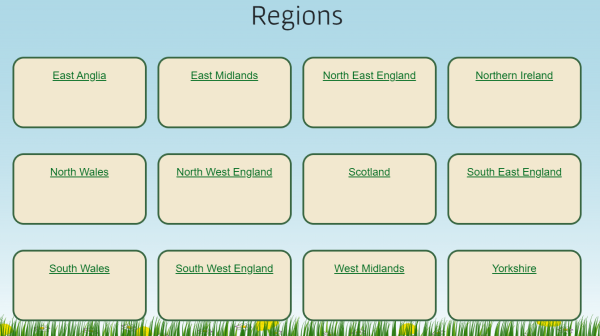 Regions
East Anglia
East Midlands
North East England
Northern Ireland
North Wales
North West England
Scotland
South East England
South Wales
South West England
West Midlands
Yorkshire